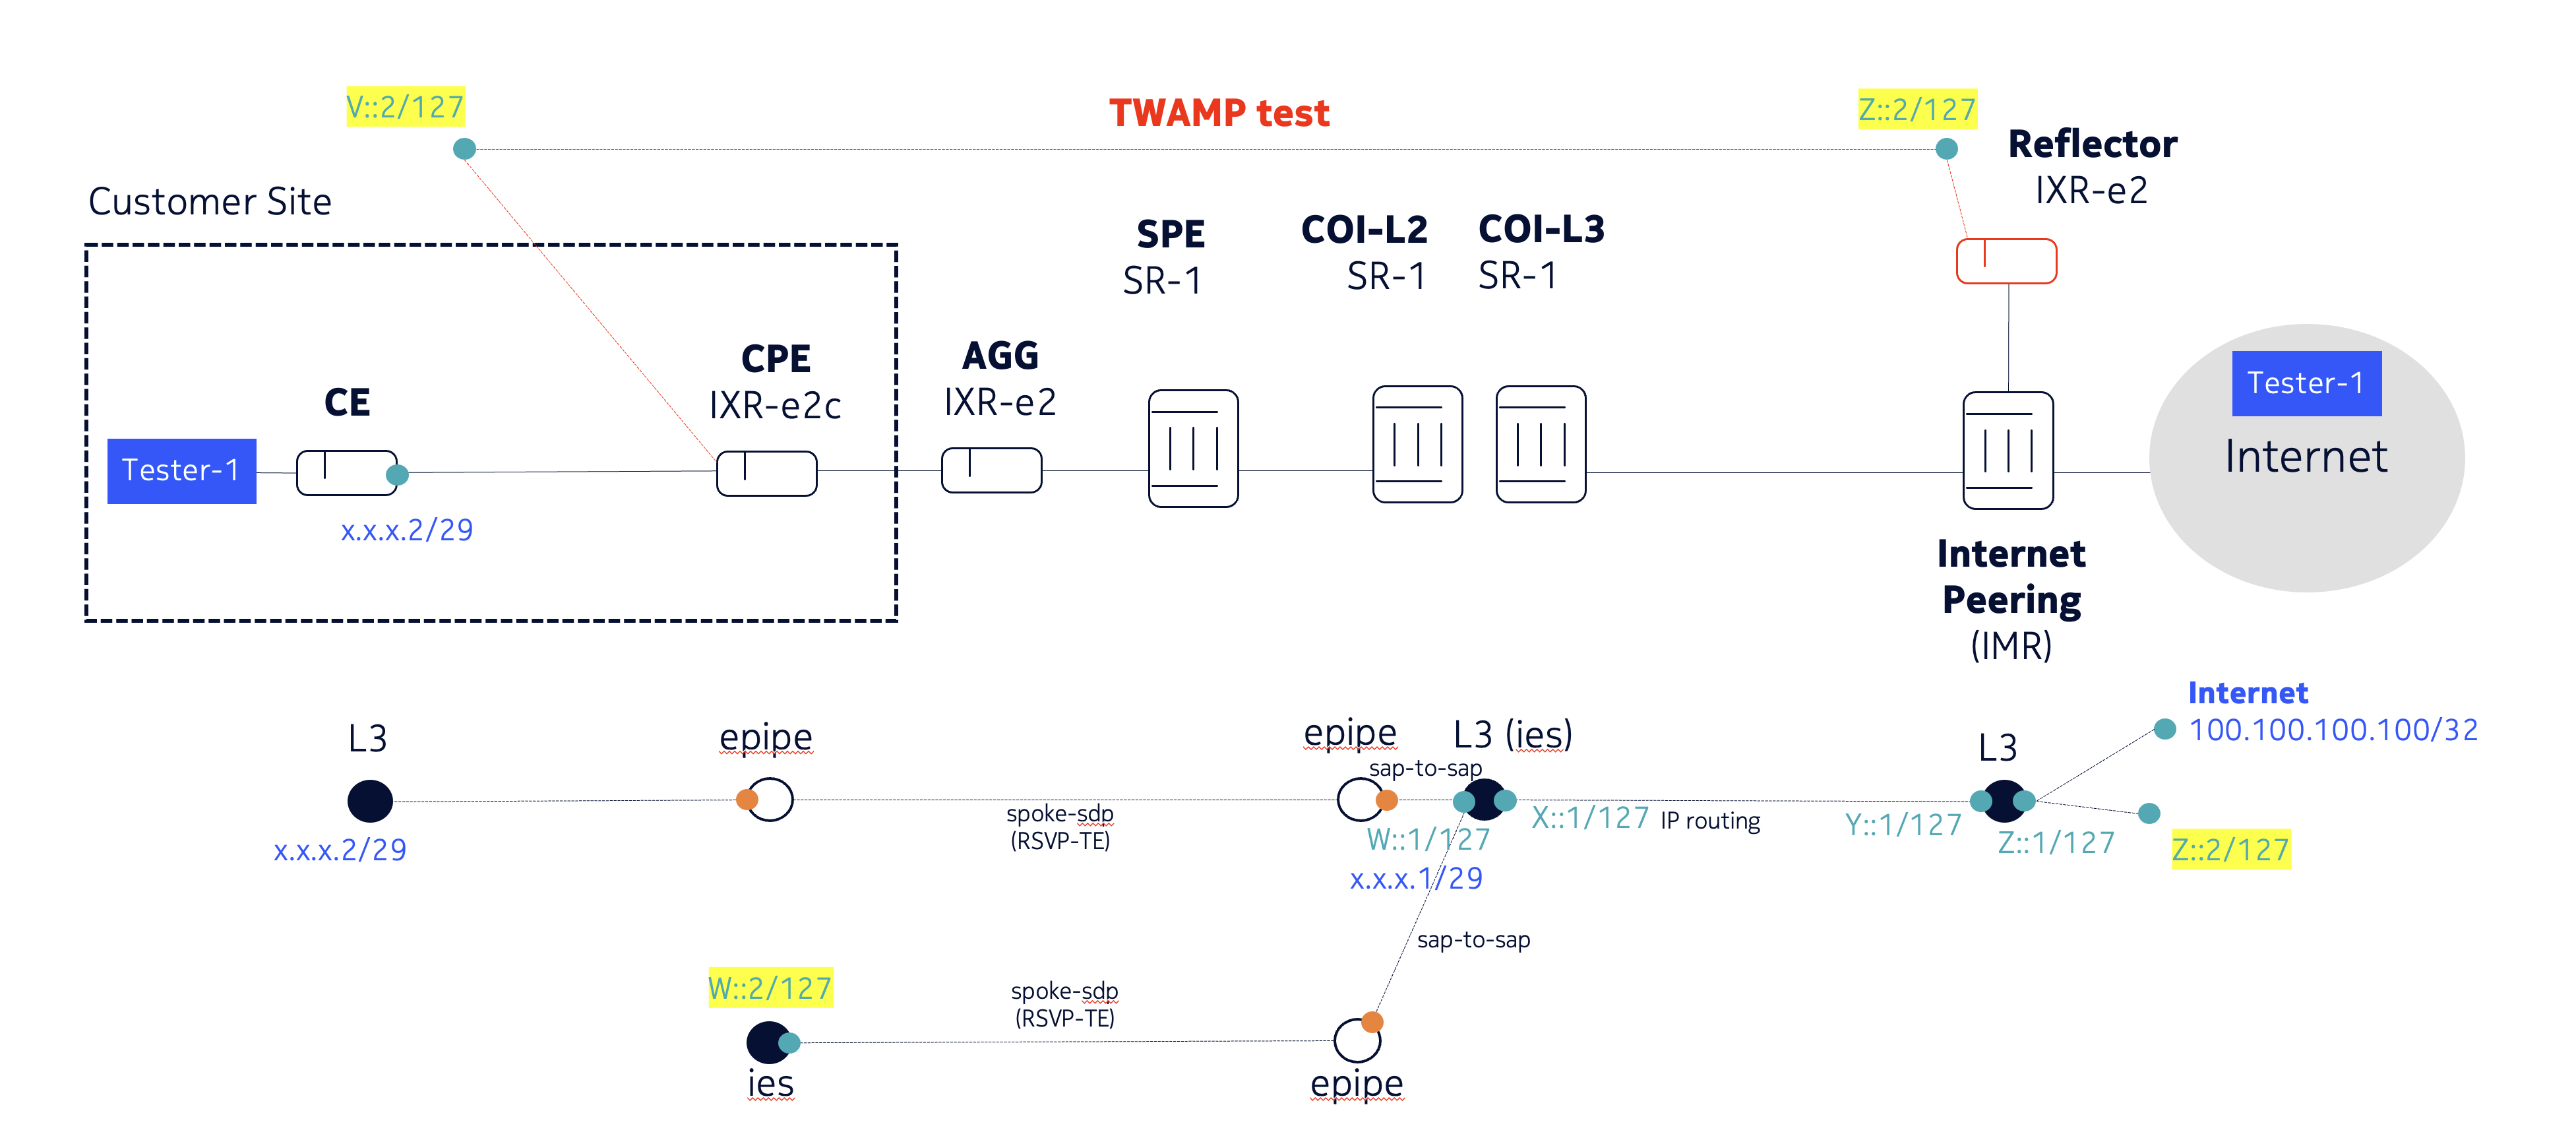 V::2/127
TWAMP test
Z::2/127
Reflector
IXR-e2
Customer Site
SPE
SR-1
COI-L2
SR-1
COI-L3
SR-1
CE
CPE
IXR-e2c
AGG
IXR-e2
Tester-1
Tester-1
Internet
x.x.x.2/29
Internet
Peering
(IMR)
L3
epipe
epipe
L3 (ies)
L3
Internet
100.100.100.100/32
sap-to-sap
spoke-sdp
(RSVP-TE)
x.x.x.2/29
W::1/127
x.x.x.1/29
X::1/127
IP routing
Y::1/127
Z::1/127
Z::2/127
sap-to-sap
W::2/127
spoke-sdp
(RSVP-TE)
ies
epipe